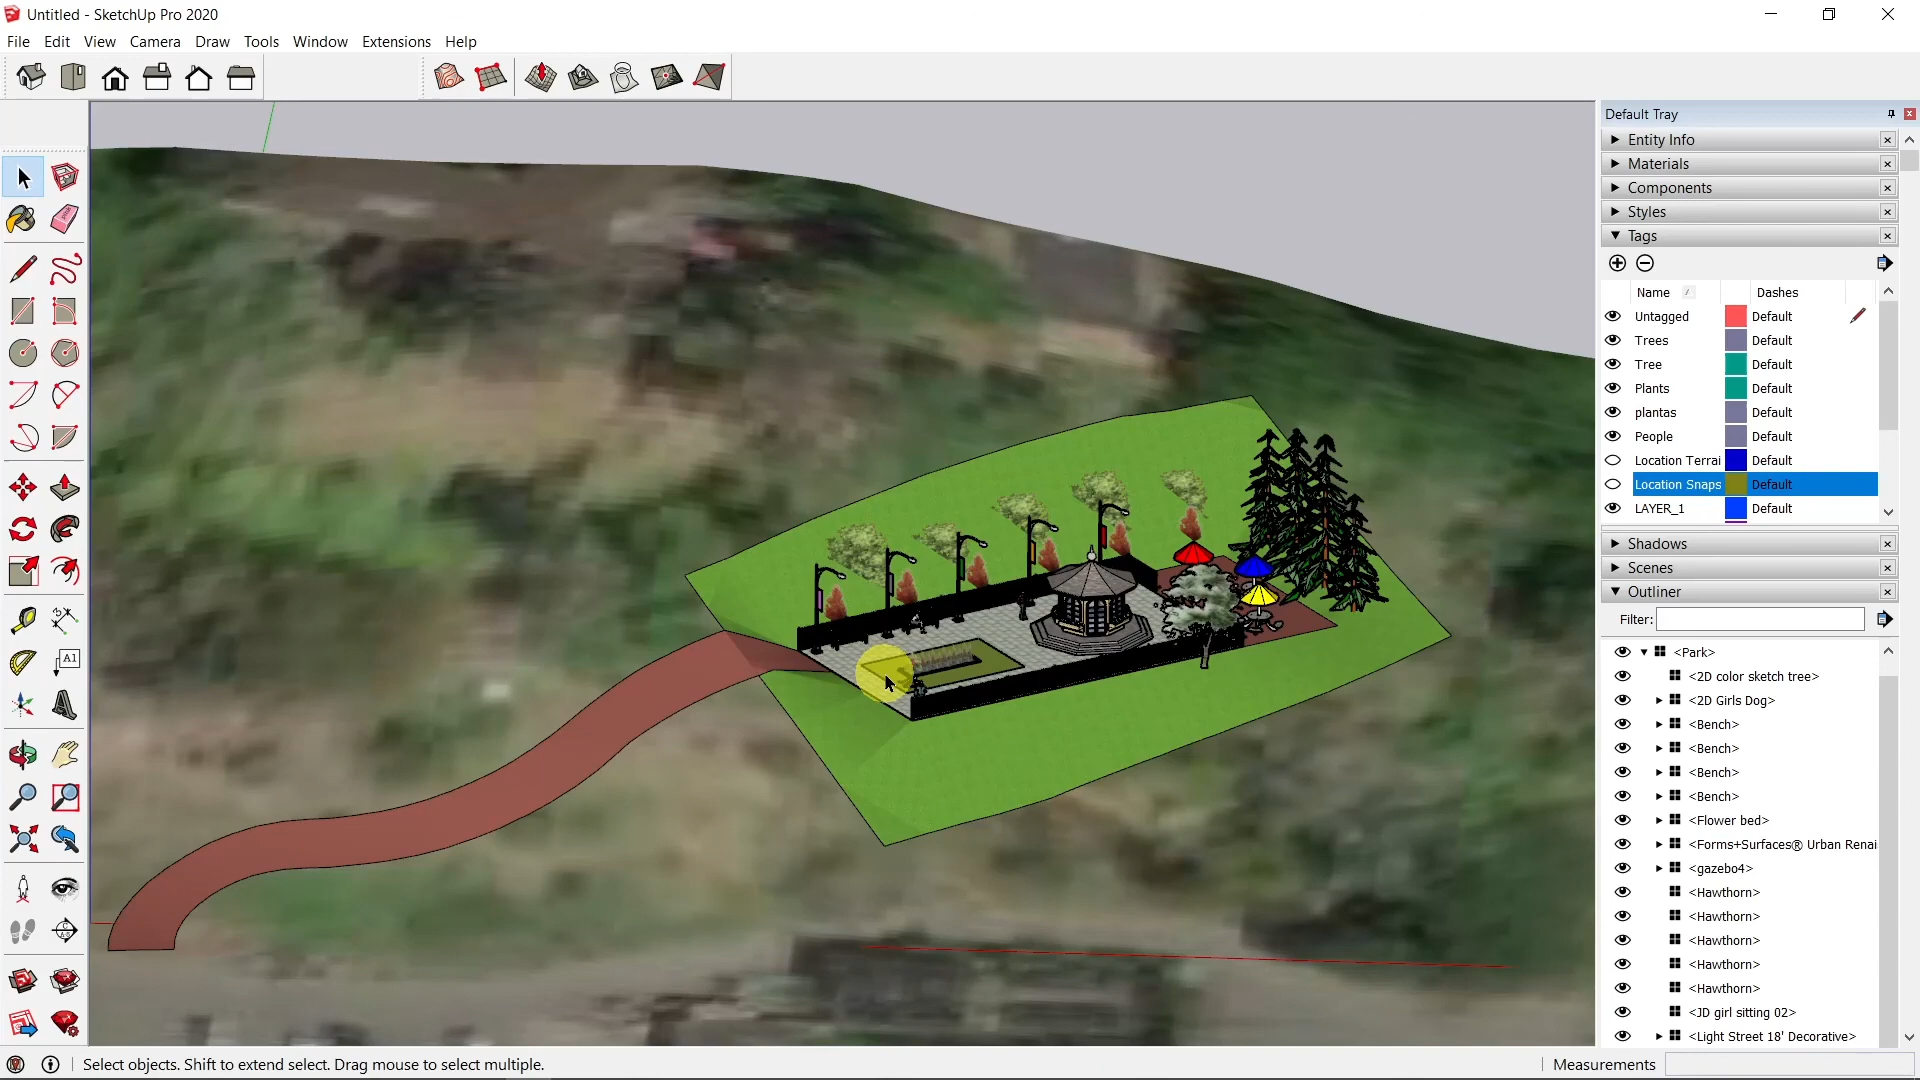 Untitled - SketchUp Pro 2020
File Edit View Camera Draw Tools Window Extensions Help
Default Tray
Entity Info
Materials
Components
Styles
Tags
Name Dashes
Untagged Default
Trees Default
Tree Default
Plants Default
plantas Default
People Default
Location Terrai Default
Location Snaps Default
LAYER_1 Default
Shadows
Scenes
Outliner
Filter:
<Park>
<2D color sketch tree>
<2D Girls Dog>
<Bench>
<Bench>
<Bench>
<Bench>
<Flower bed>
<Forms+Surfaces® Urban Renai
<gazebo4>
<Hawthorn>
<Hawthorn>
<Hawthorn>
<Hawthorn>
<Hawthorn>
<JD girl sitting 02>
<Light Street 18' Decorative>
A1
Select objects. Shift to extend select. Drag mouse to select multiple.
Measurements